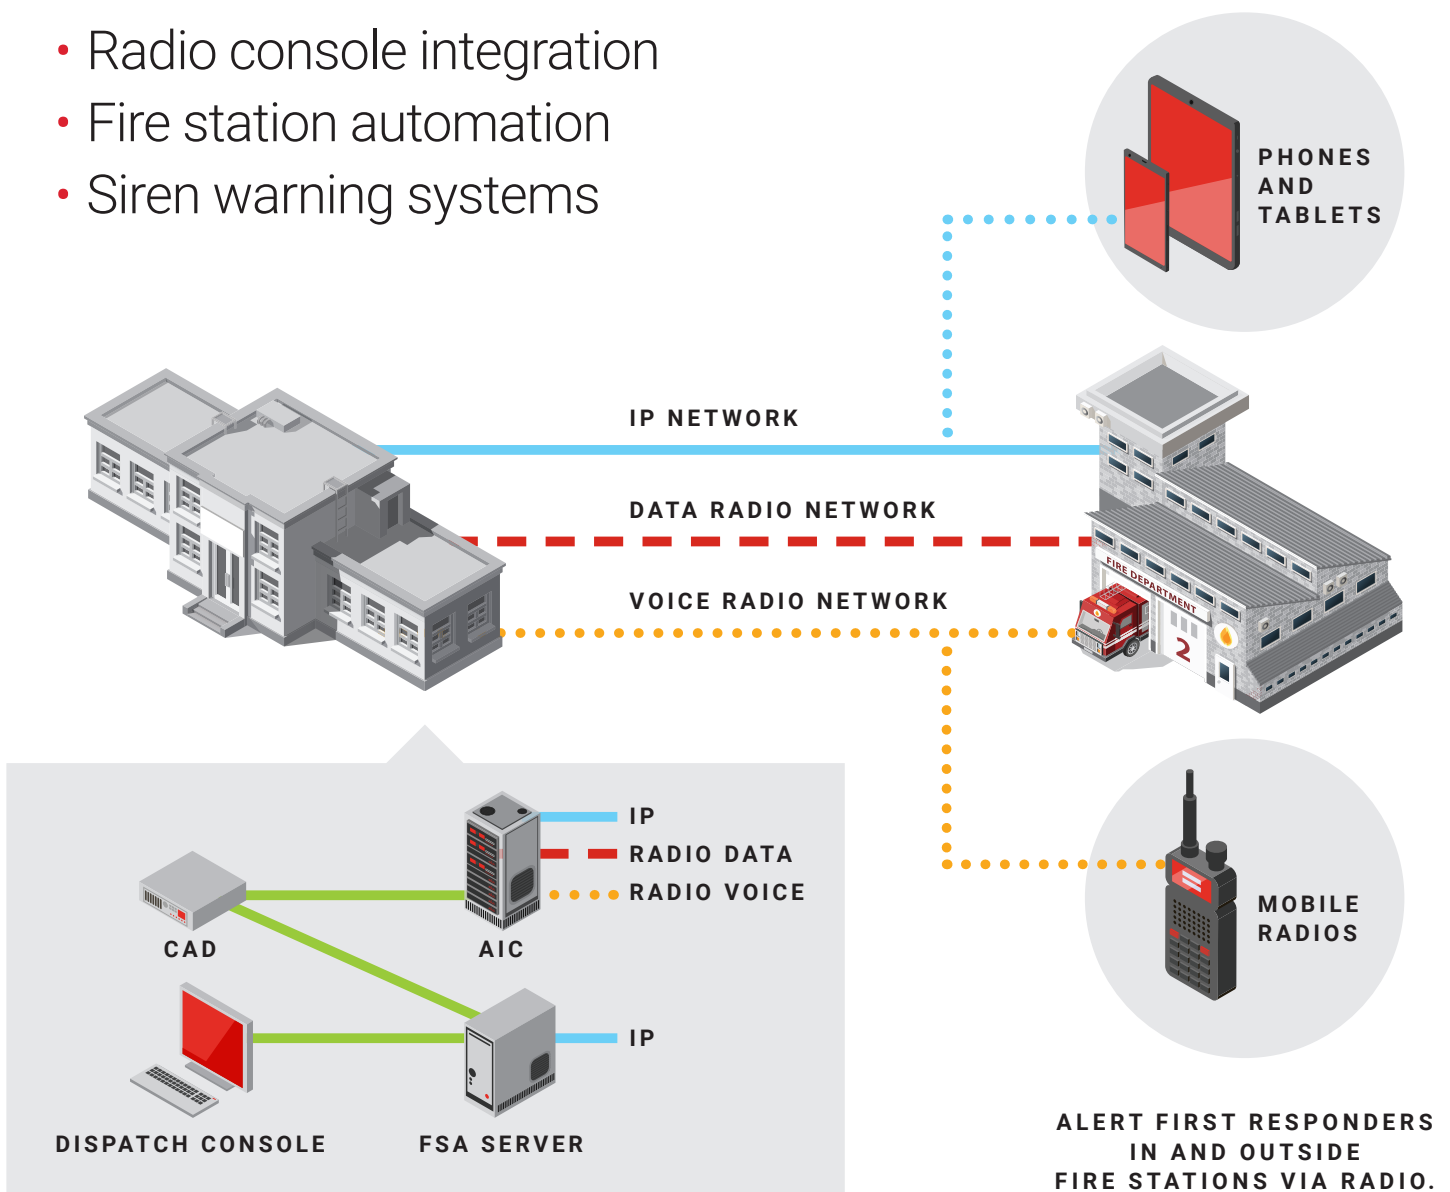 • Radio console integration
• Fire station automation
• Siren warning systems
PHONES
AND
TABLETS
IP NETWORK
DATA RADIO NETWORK
VOICE RADIO NETWORK
FIRE DEPARTMENT
2
IP
RADIO DATA
RADIO VOICE
CAD
AIC
IP
DISPATCH CONSOLE
FSA SERVER
MOBILE
RADIOS
ALERT FIRST RESPONDERS
IN AND OUTSIDE
FIRE STATIONS VIA RADIO.